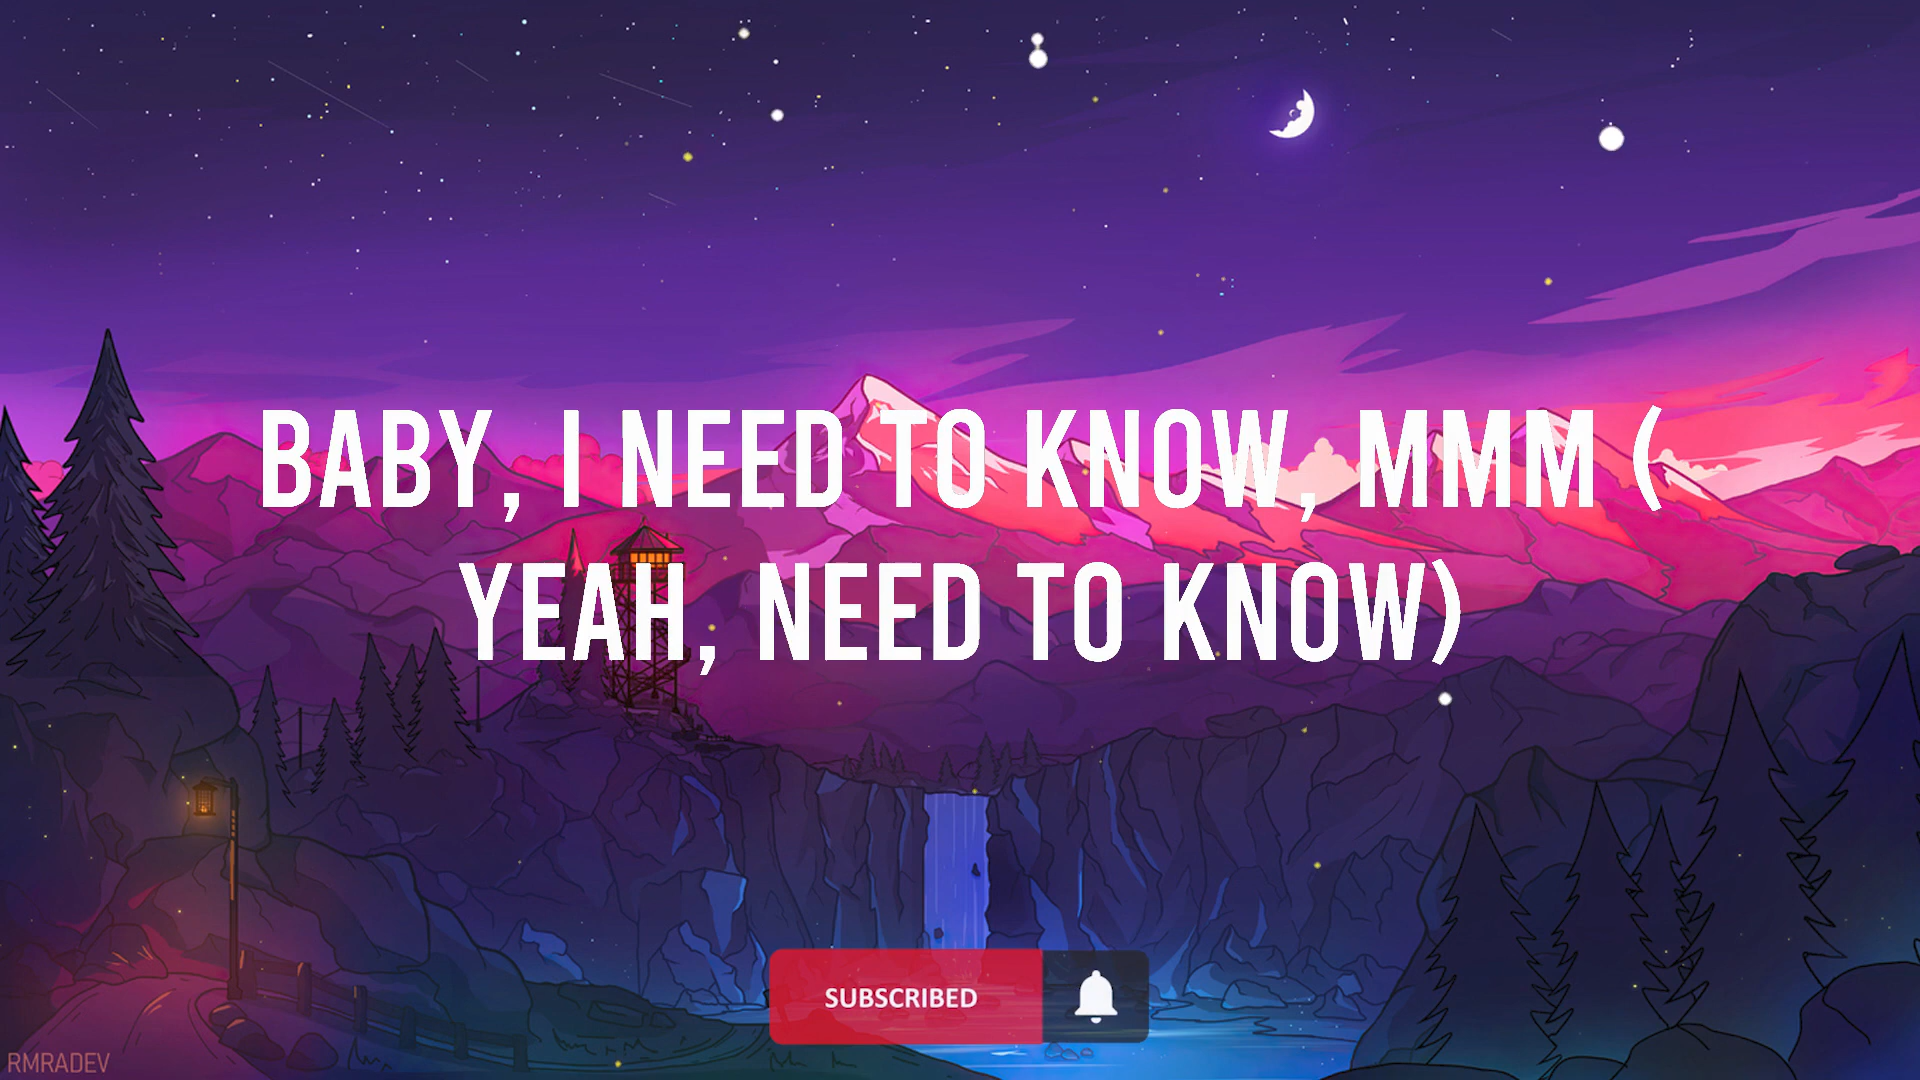 BABY, I NEED TO KNOW, MMM (
YEAH, NEED TO KNOW)
SUBSCRIBED
RMRADEV